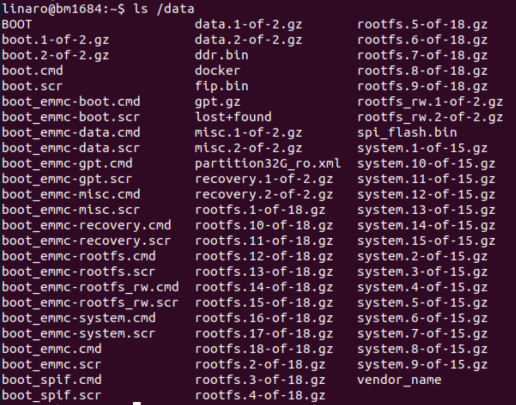 linaro@bm1684:~$ ls /data
BOOT data.1-of-2.gz rootfs.5-of-18.gz
boot.1-of-2.gz data.2-of-2.gz rootfs.6-of-18.gz
boot.2-of-2.gz ddr.bin rootfs.7-of-18.gz
boot.cmd docker rootfs.8-of-18.gz
boot.scr fip.bin rootfs.9-of-18.gz
boot_emmc-boot.cmd gpt.gz rootfs_rw.1-of-2.gz
boot_emmc-boot.scr lost+found rootfs_rw.2-of-2.gz
boot_emmc-data.cmd misc.1-of-2.gz spi_flash.bin
boot_emmc-data.scr misc.2-of-2.gz system.1-of-15.gz
boot_emmc-gpt.cmd partition32G_ro.xml system.10-of-15.gz
boot_emmc-gpt.scr recovery.1-of-2.gz system.11-of-15.gz
boot_emmc-misc.cmd recovery.2-of-2.gz system.12-of-15.gz
boot_emmc-misc.scr rootfs.1-of-18.gz system.13-of-15.gz
boot_emmc-recovery.cmd rootfs.10-of-18.gz system.14-of-15.gz
boot_emmc-recovery.scr rootfs.11-of-18.gz system.15-of-15.gz
boot_emmc-rootfs.cmd rootfs.12-of-18.gz system.2-of-15.gz
boot_emmc-rootfs.scr rootfs.13-of-18.gz system.3-of-15.gz
boot_emmc-rootfs_rw.cmd rootfs.14-of-18.gz system.4-of-15.gz
boot_emmc-rootfs_rw.scr rootfs.15-of-18.gz system.5-of-15.gz
boot_emmc-system.cmd rootfs.16-of-18.gz system.6-of-15.gz
boot_emmc-system.scr rootfs.17-of-18.gz system.7-of-15.gz
boot_emmc.cmd rootfs.18-of-18.gz system.8-of-15.gz
boot_emmc.scr rootfs.2-of-18.gz system.9-of-15.gz
boot_spif.cmd rootfs.3-of-18.gz vendor_name
boot_spif.scr rootfs.4-of-18.gz